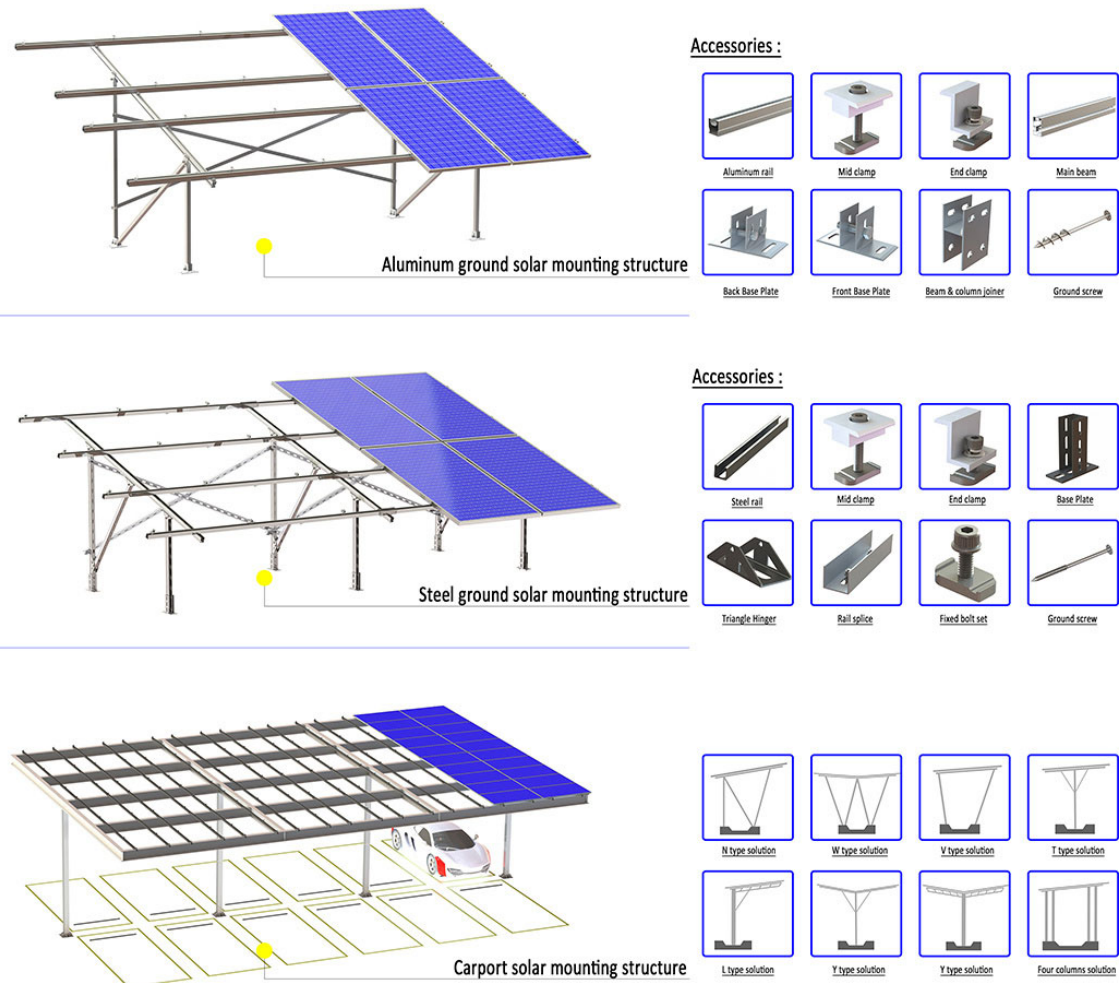 Accessories :
Aluminum rail
Mid clamp
End clamp
Main beam
Back Base Plate
Front Base Plate
Beam & column joiner
Ground screw
Aluminum ground solar mounting structure
Accessories :
Steel rail
Mid clamp
End clamp
Base Plate
Triangle Hinger
Rail splice
Fixed bolt set
Ground screw
Steel ground solar mounting structure
N type solution
W type solution
V type solution
T type solution
L type solution
Y type solution
Y type solution
Four columns solution
Carport solar mounting structure